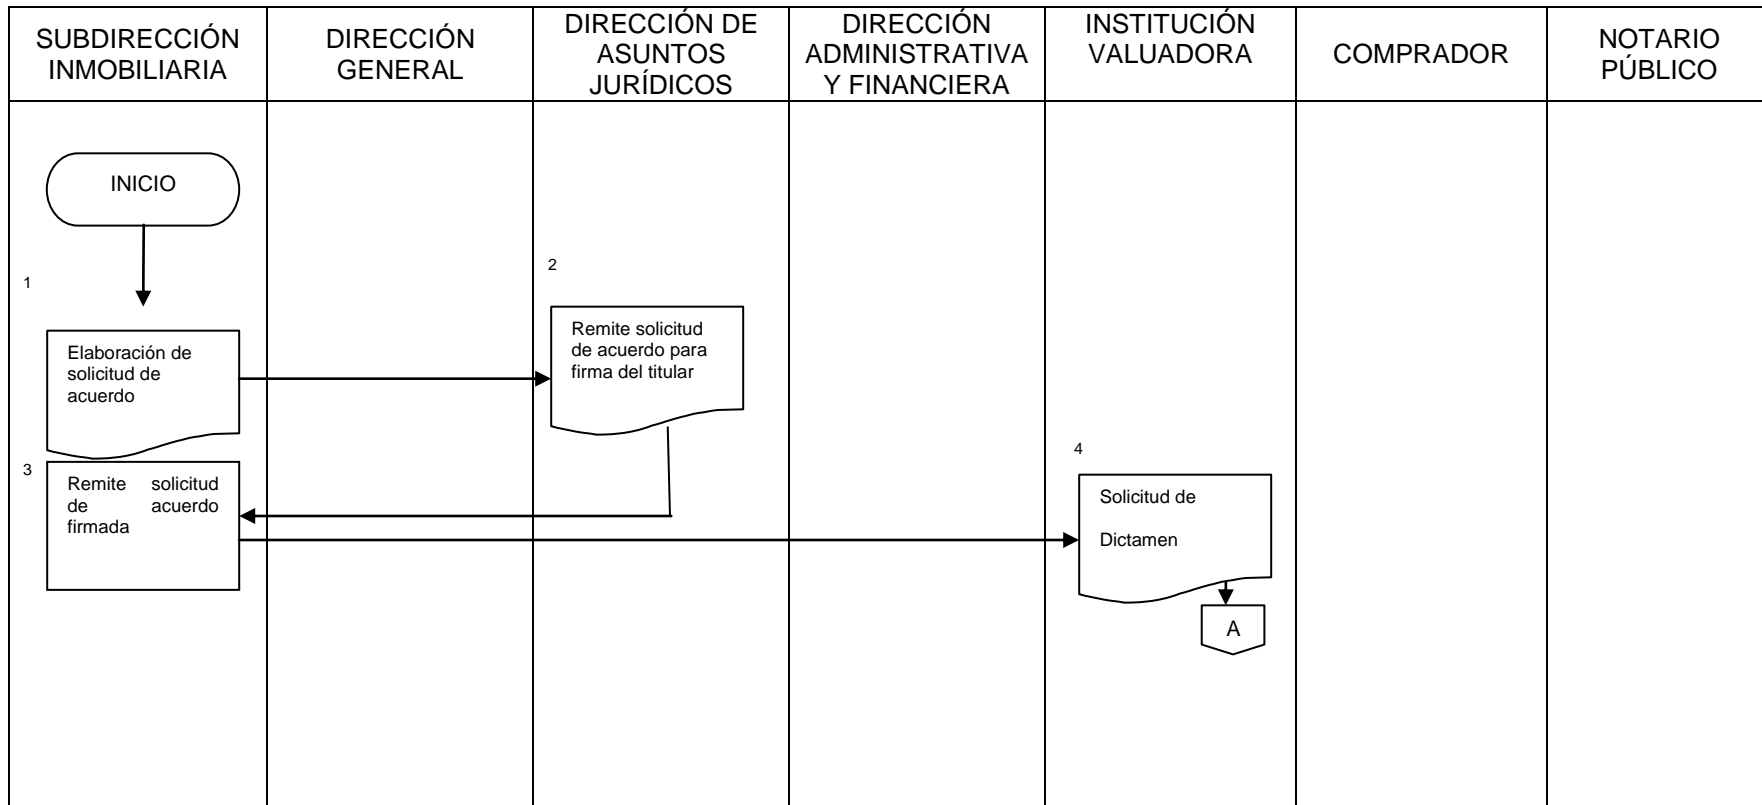 SUBDIRECCIÓN
INMOBILIARIA
DIRECCIÓN
GENERAL
DIRECCIÓN DE
ASUNTOS
JURÍDICOS
DIRECCIÓN
ADMINISTRATIVA
Y FINANCIERA
INSTITUCIÓN
VALUADORA
COMPRADOR
NOTARIO
PÚBLICO
INICIO
1
Elaboración de
solicitud de
acuerdo
2
Remite solicitud
de acuerdo para
firma del titular
3
Remite solicitud
de acuerdo
firmada
4
Solicitud de
Dictamen
A